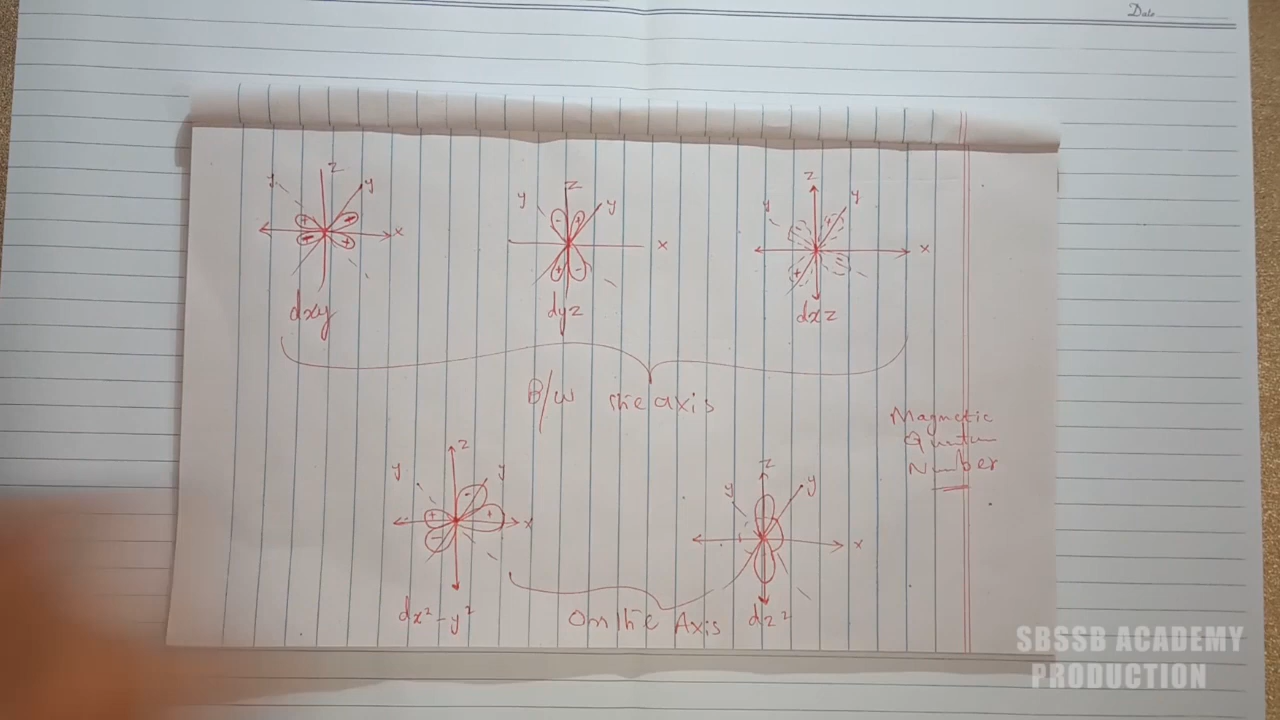 Date
z
y
y
x
+
+
dxy
z
y
y
x
-
+
+
-
dyz
z
y
y
x
+
+
dxz
B/W the axis
Magnetic
Quantum
Number
z
y
y
x
-
+
+
-
dx²-y²
z
y
y
x
dz²
On the Axis
SBSSB ACADEMY
PRODUCTION